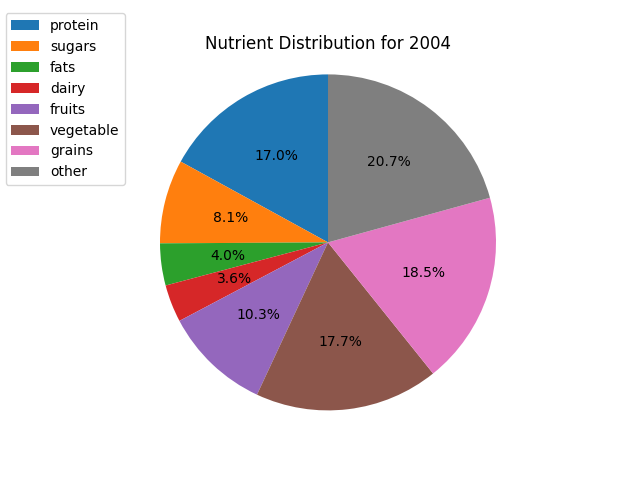 protein
sugars
fats
dairy
fruits
vegetable
grains
other
Nutrient Distribution for 2004
17.0%
20.7%
8.1%
4.0%
3.6%
18.5%
10.3%
17.7%